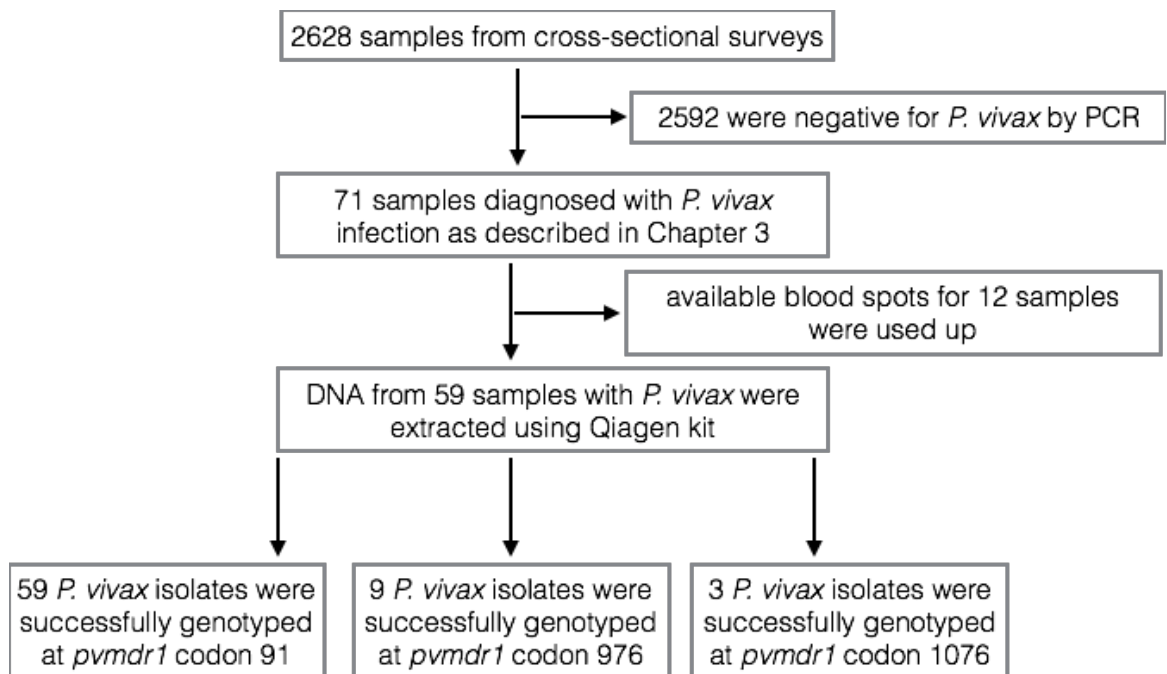 2628 samples from cross-sectional surveys
2592 were negative for P. vivax by PCR
71 samples diagnosed with P. vivax
infection as described in Chapter 3
available blood spots for 12 samples
were used up
DNA from 59 samples with P. vivax were
extracted using Qiagen kit
59 P. vivax isolates were
successfully genotyped
at pvmdr1 codon 91
9 P. vivax isolates were
successfully genotyped
at pvmdr1 codon 976
3 P. vivax isolates were
successfully genotyped
at pvmdr1 codon 1076